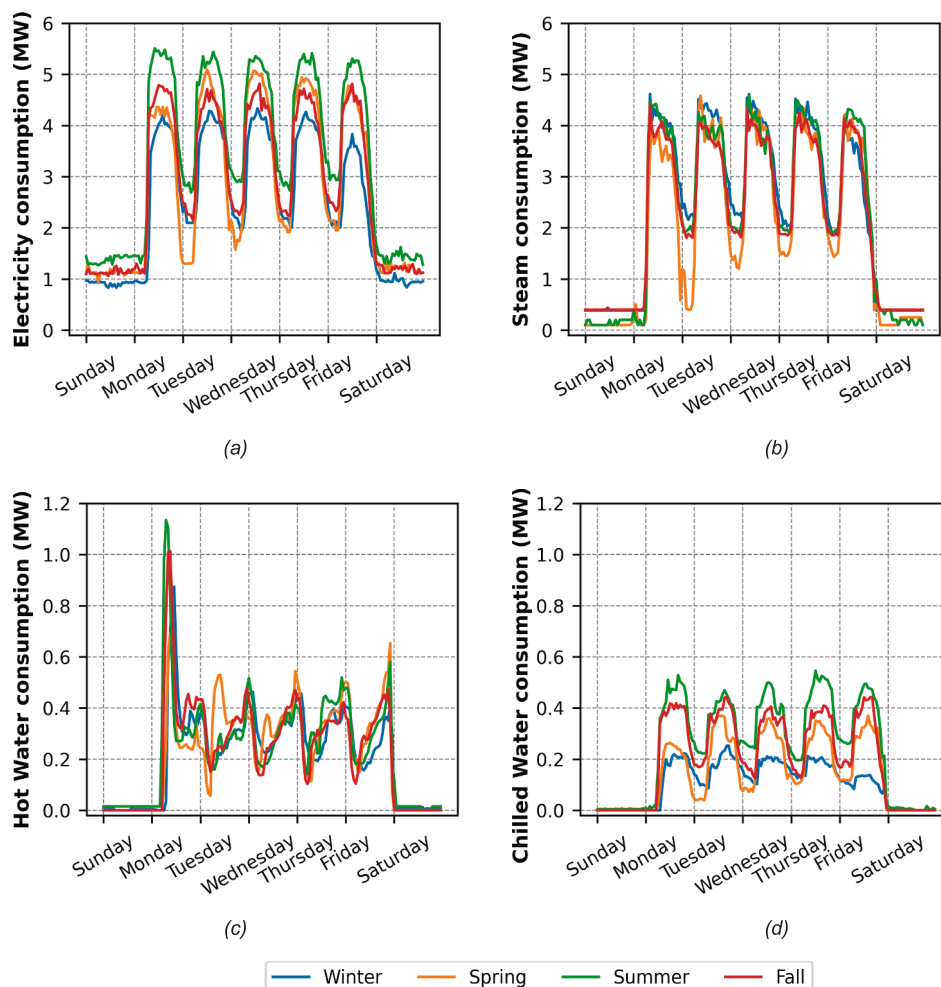 Electricity consumption (MW)
6
5
4
3
2
1
0
Sunday
Monday
Tuesday
Wednesday
Thursday
Friday
Saturday
(a)
Steam consumption (MW)
6
5
4
3
2
1
0
Sunday
Monday
Tuesday
Wednesday
Thursday
Friday
Saturday
(b)
Hot Water consumption (MW)
1.2
1.0
0.8
0.6
0.4
0.2
0.0
Sunday
Monday
Tuesday
Wednesday
Thursday
Friday
Saturday
(c)
Chilled Water consumption (MW)
1.2
1.0
0.8
0.6
0.4
0.2
0.0
Sunday
Monday
Tuesday
Wednesday
Thursday
Friday
Saturday
(d)
Winter Spring Summer Fall